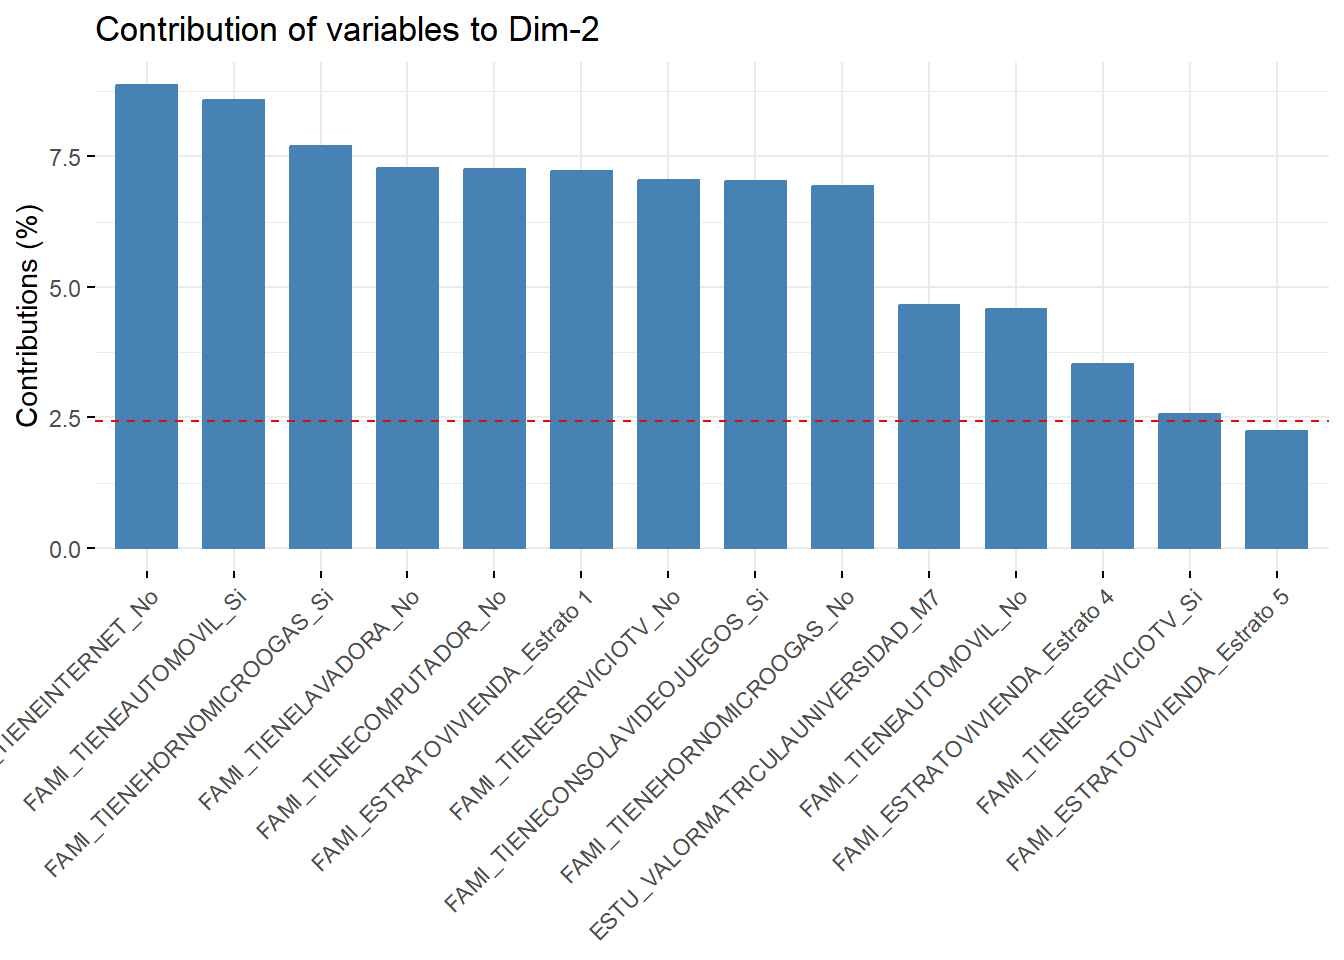 Contribution of variables to Dim-2
Contributions (%)
7.5
5.0
2.5
0.0
_TIENEINTERNET_No
FAMI_TIENEAUTOMOVIL_Si
FAMI_TIENEHORNOMICROOGAS_Si
FAMI_TIENELAVADORA_No
FAMI_TIENECOMPUTADOR_No
FAMI_ESTRATOVIVIENDA_Estrato 1
FAMI_TIENESERVICIOTV_No
FAMI_TIENECONSOLAVIDEOJUEGOS_Si
FAMI_TIENEHORNOMICROOGAS_No
ESTU_VALORMATRICULAUNIVERSIDAD_M7
FAMI_TIENEAUTOMOVIL_No
FAMI_ESTRATOVIVIENDA_Estrato 4
FAMI_TIENESERVICIOTV_Si
FAMI_ESTRATOVIVIENDA_Estrato 5